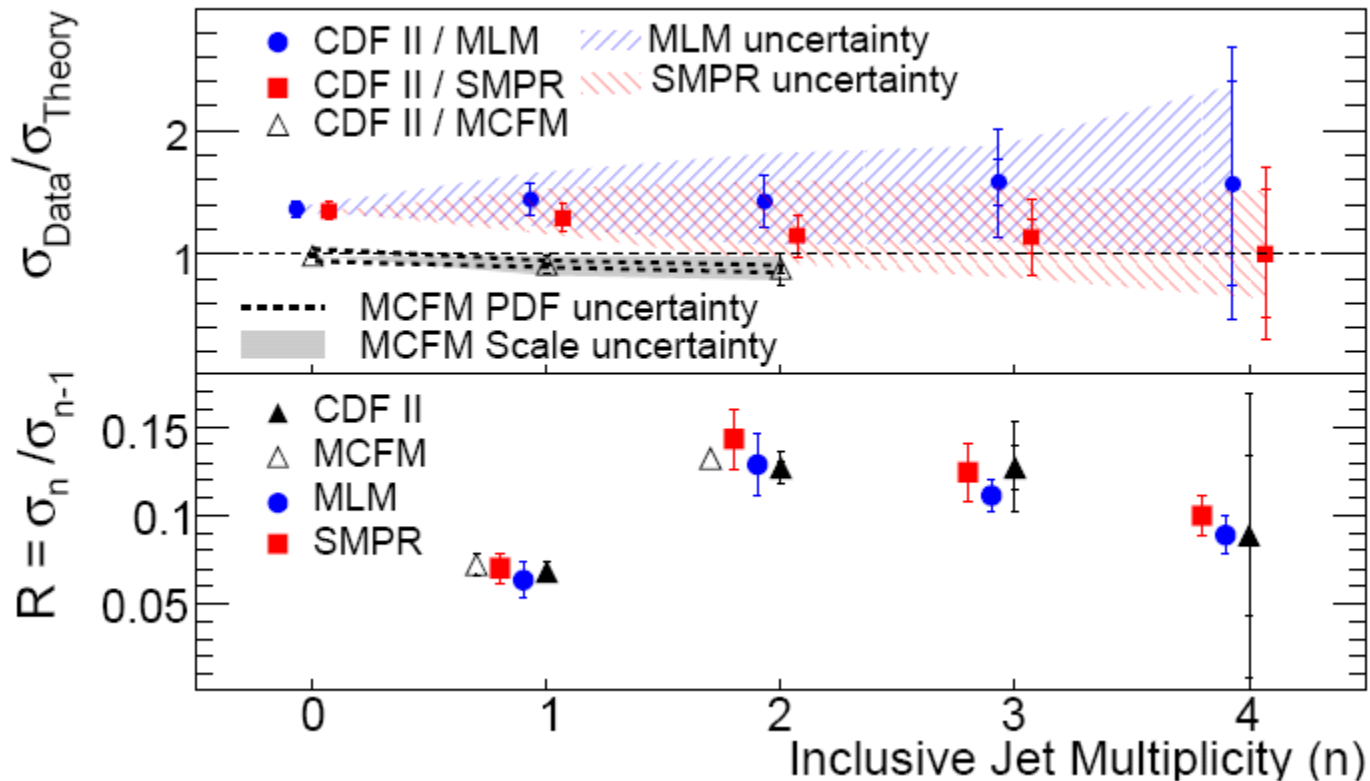 σData/σTheory
CDF II / MLM
CDF II / SMPR
CDF II / MCFM
MLM uncertainty
SMPR uncertainty
2
1
MCFM PDF uncertainty
MCFM Scale uncertainty
R = σn /σn-1
CDF II
MCFM
MLM
SMPR
0.15
0.1
0.05
0 1 2 3 4
Inclusive Jet Multiplicity (n)